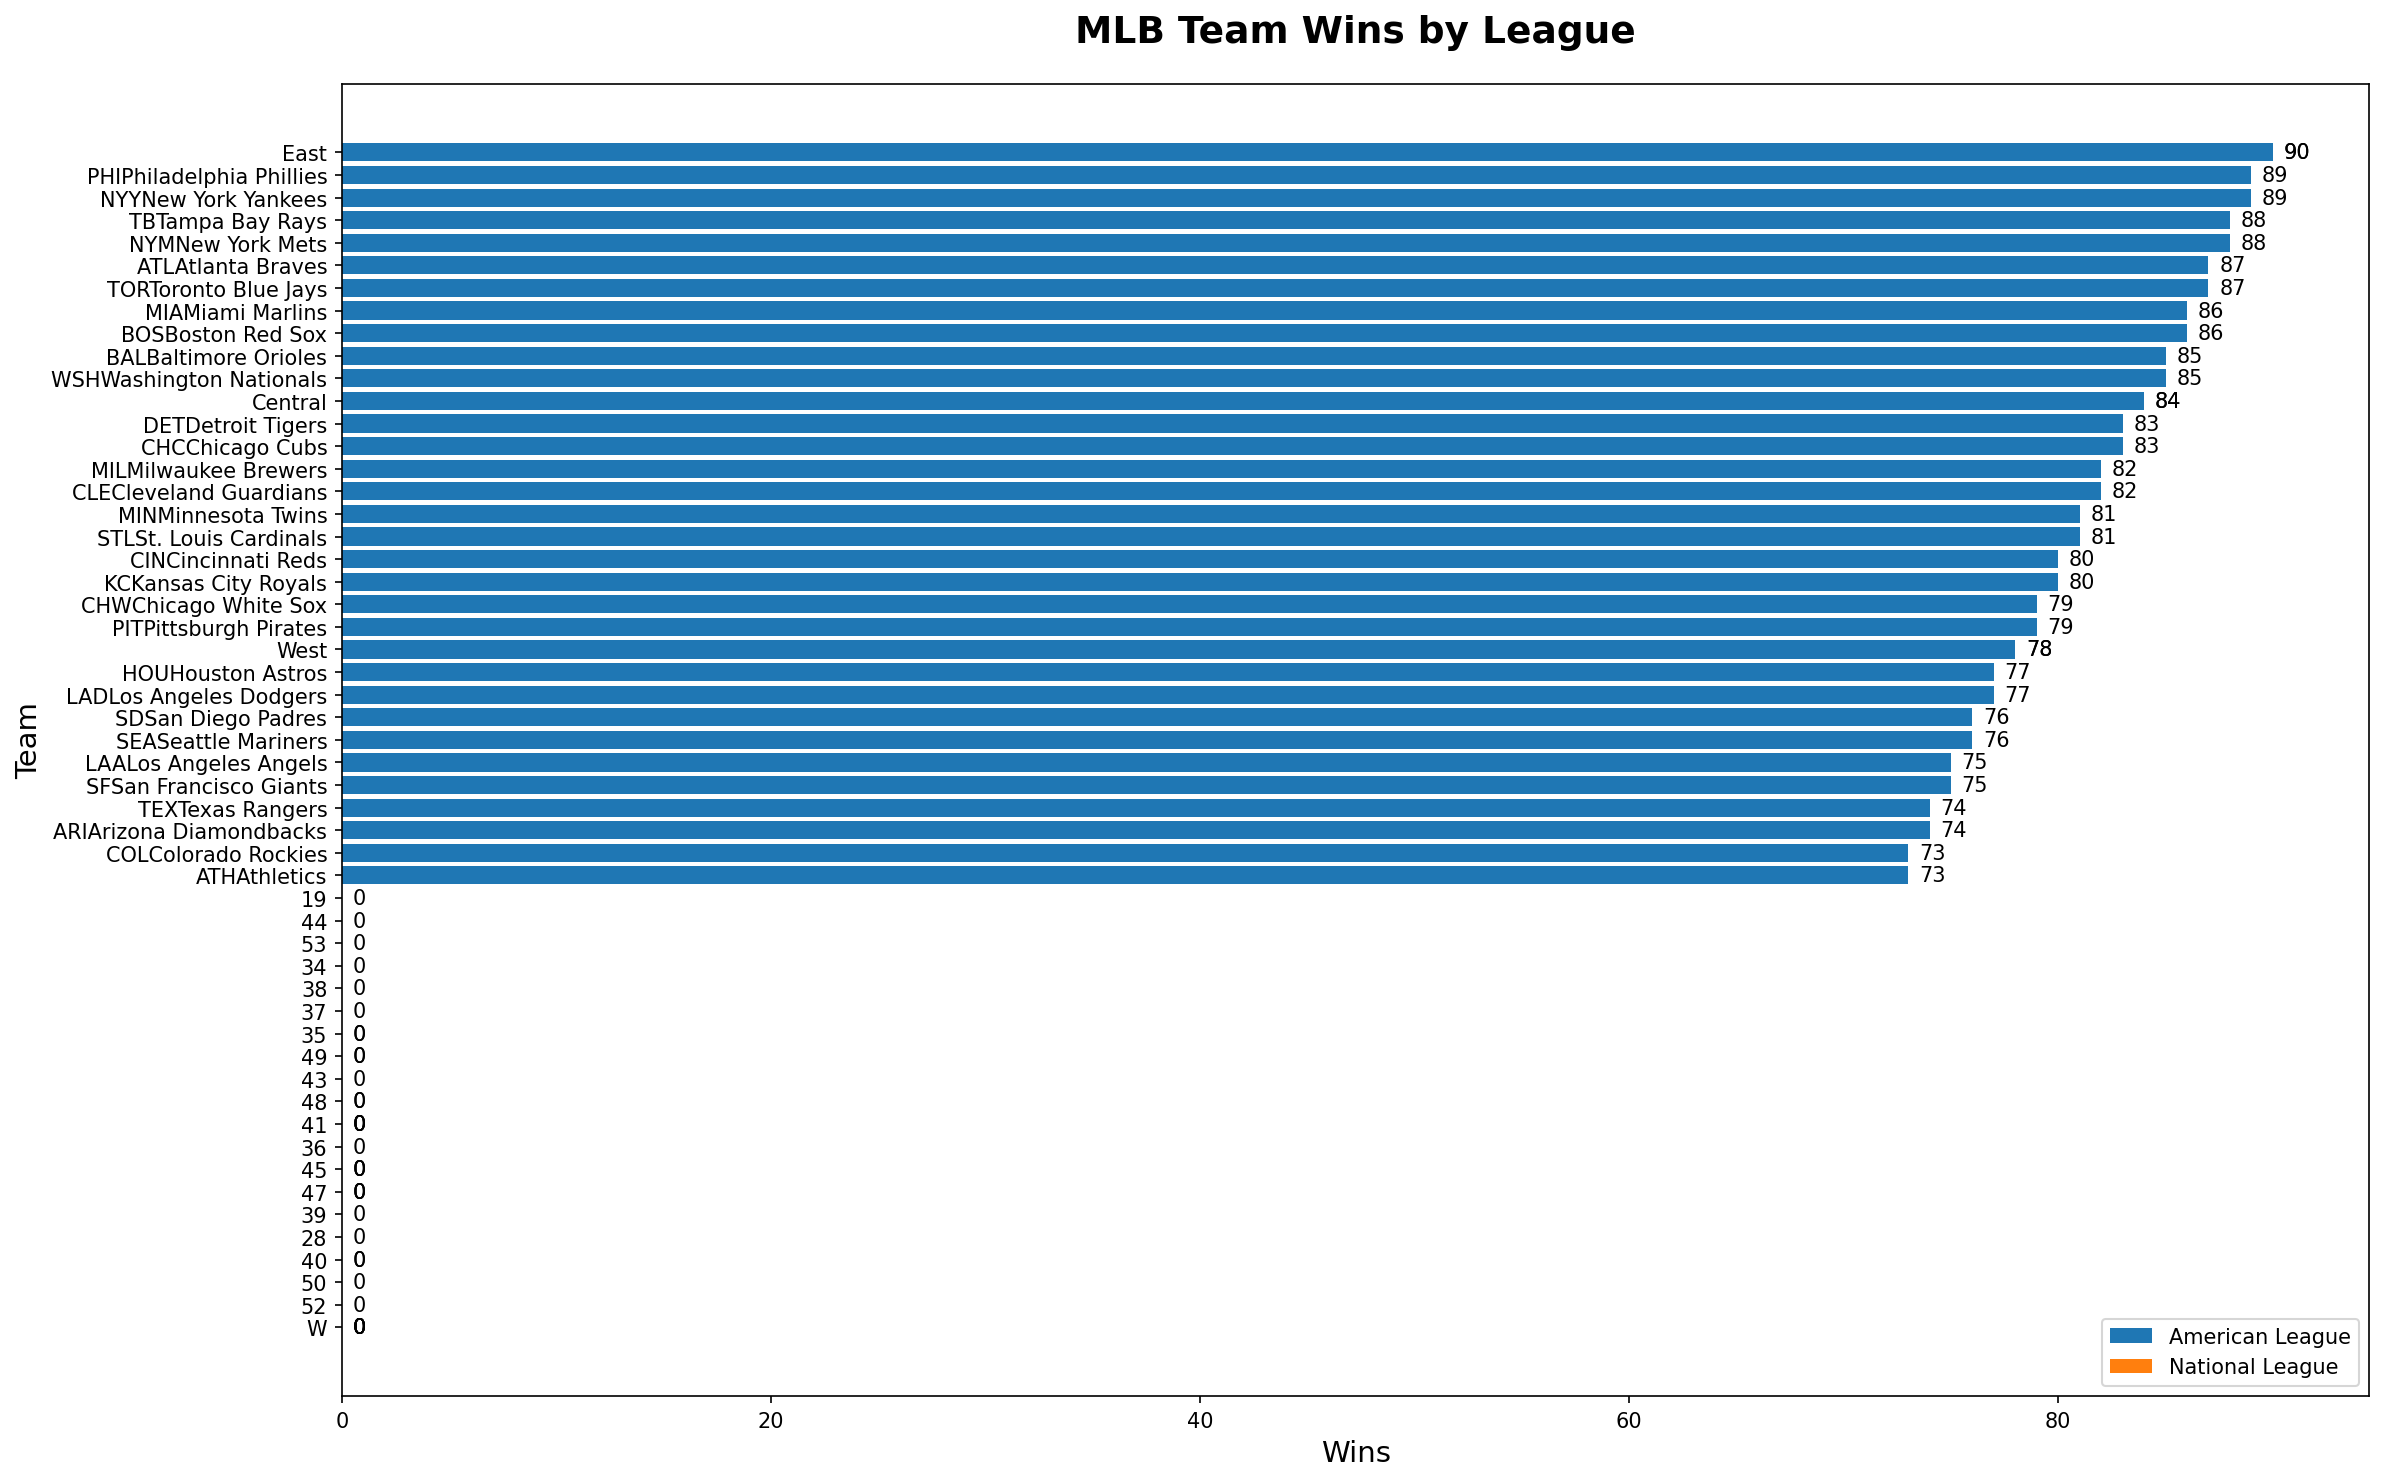 MLB Team Wins by League
East 90
PHIPhiladelphia Phillies 89
NYYNew York Yankees 89
TBTampa Bay Rays 88
NYMNew York Mets 88
ATLAtlanta Braves 87
TORToronto Blue Jays 87
MIAMiami Marlins 86
BOSBoston Red Sox 86
BALBaltimore Orioles 85
WSHWashington Nationals 85
Central 84
DETDetroit Tigers 83
CHCChicago Cubs 83
MILMilwaukee Brewers 82
CLECleveland Guardians 82
MINMinnesota Twins 81
STLSt. Louis Cardinals 81
CINCincinnati Reds 80
KCKansas City Royals 80
CHWChicago White Sox 79
PITPittsburgh Pirates 79
West 78
HOUHouston Astros 77
LADLos Angeles Dodgers 77
SDSan Diego Padres 76
SEASeattle Mariners 76
LAALos Angeles Angels 75
SFSan Francisco Giants 75
TEXTexas Rangers 74
ARIArizona Diamondbacks 74
COLColorado Rockies 73
ATHAthletics 73
19 0
44 0
53 0
34 0
38 0
37 0
35 0
49 0
43 0
48 0
41 0
36 0
45 0
47 0
39 0
28 0
40 0
50 0
52 0
W 0
Team
American League
National League
0 20 40 60 80
Wins